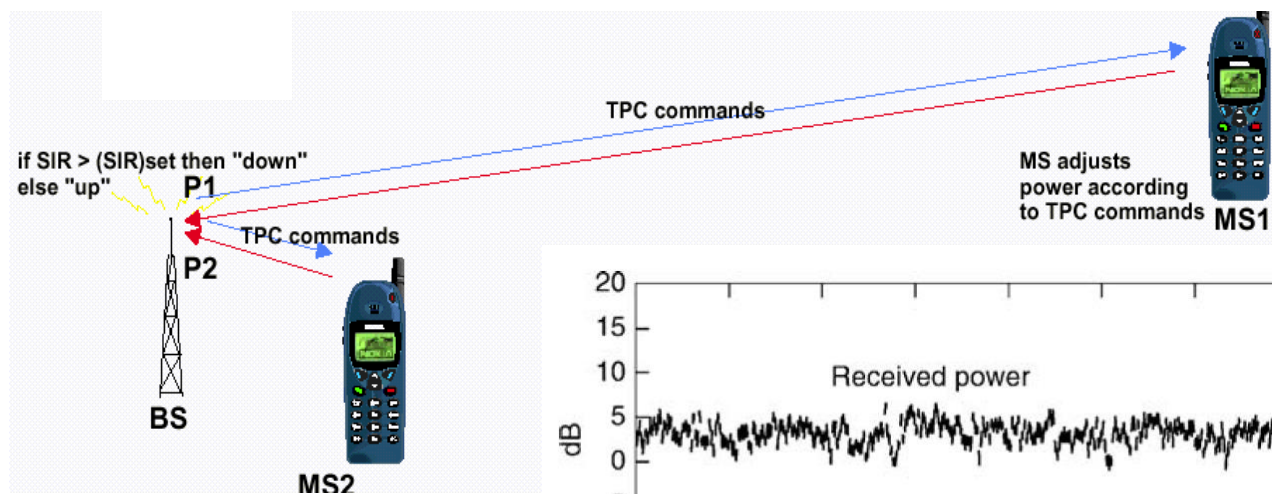 TPC commands
if SIR > (SIR)set then "down"
else "up"
P1
MS adjusts
power according
to TPC commands
MS1
TPC commands
P2
BS
MS2
20
15
10
5
0
dB
Received power
NOKIA